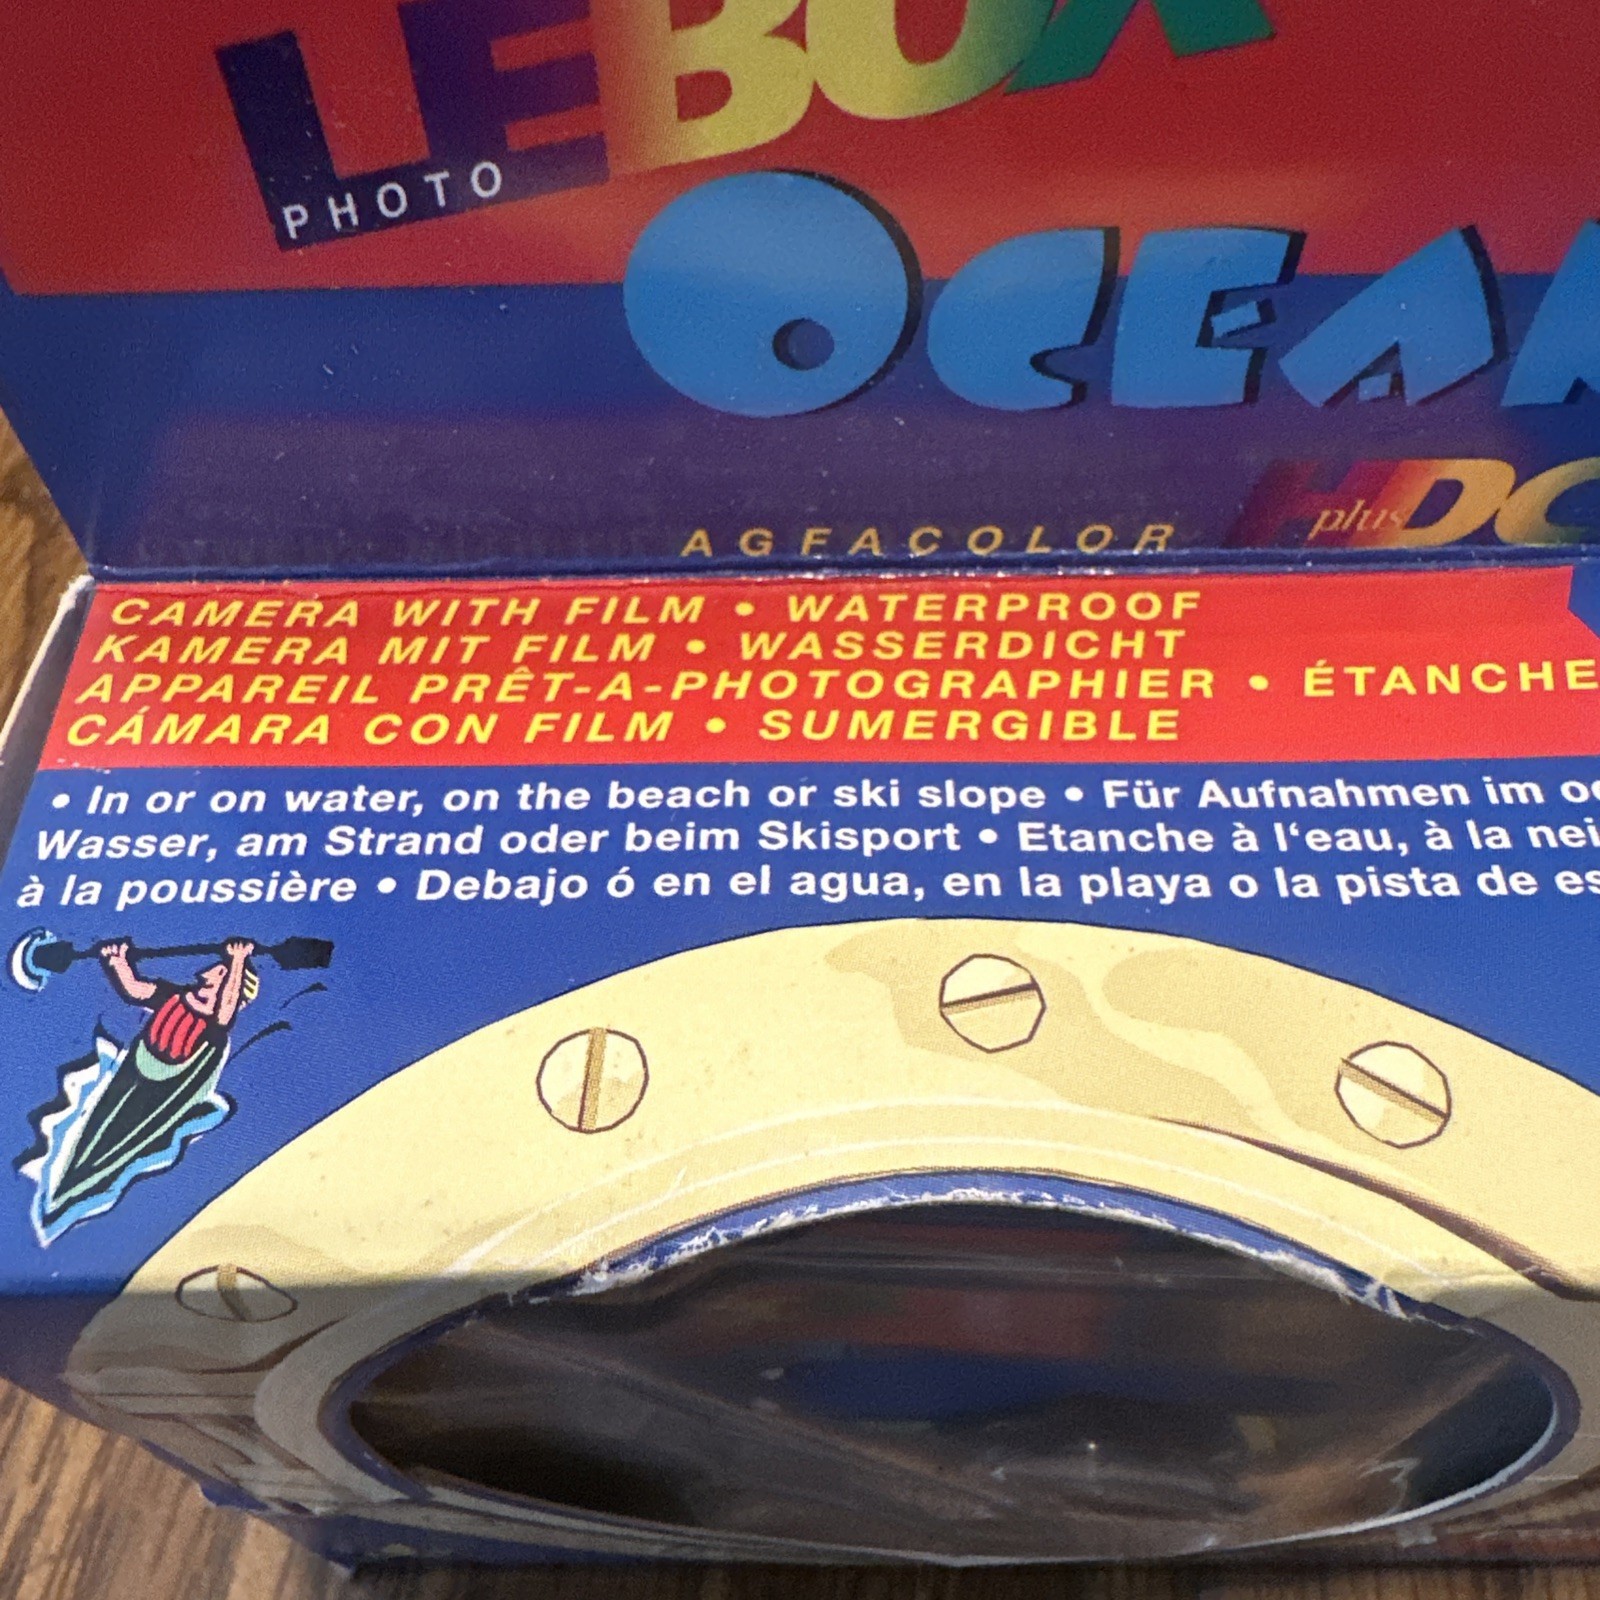 LEBOX
PHOTO
OCEAN
AGFACOLOR
plus
CAMERA WITH FILM • WATERPROOF
KAMERA MIT FILM • WASSERDICHT
APPAREIL PRÊT-A-PHOTOGRAPHIER • ÉTANCHE
CÁMARA CON FILM • SUMERGIBLE
• In or on water, on the beach or ski slope • Für Aufnahmen im
Wasser, am Strand oder beim Skisport • Etanche à l‘eau, à la
à la poussière • Debajo ó en el agua, en la playa o la pista de